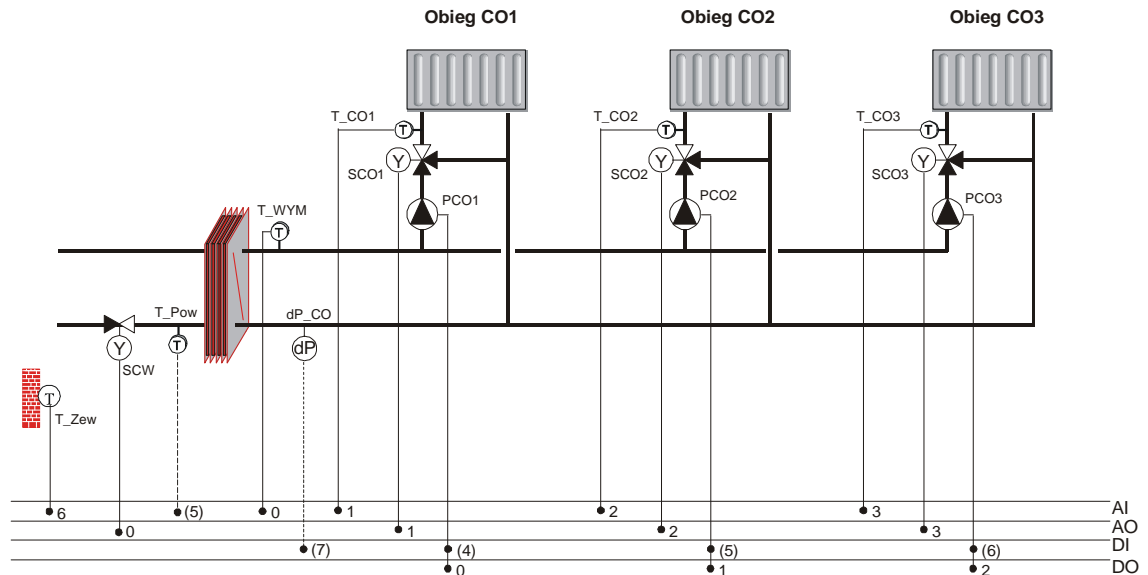 Obieg CO1 Obieg CO2 Obieg CO3
T_CO1 T T_CO2 T T_CO3 T
Y Y Y
SCO1 SCO2 SCO3
PCO1 PCO2 PCO3
T_WYM
T
T_Pow dP_CO
Y T dP
SCW
T
T_Zew
6 (5) 0 1 2 3 AI
0 1 2 3 AO
(7) (4) (5) (6) DI
0 1 2 DO